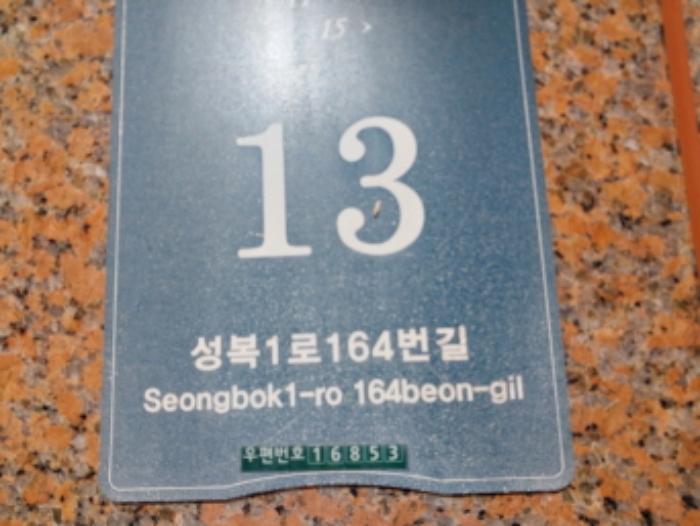 15 >
13
성복1로164번길
Seongbok1-ro 164beon-gil
우편번호 16853